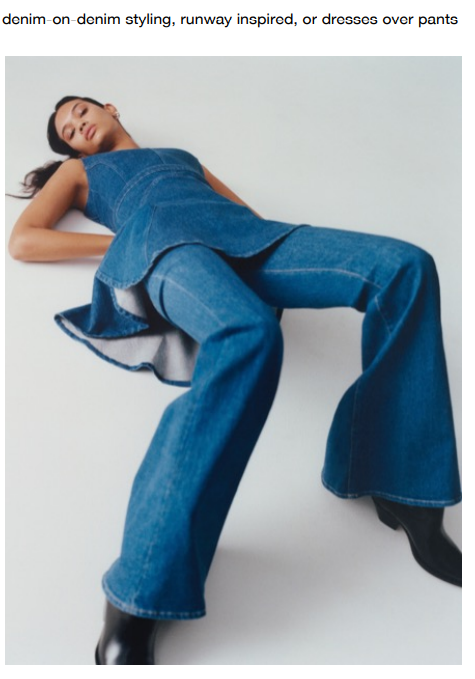 denim-on-denim styling, runway inspired, or dresses over pants